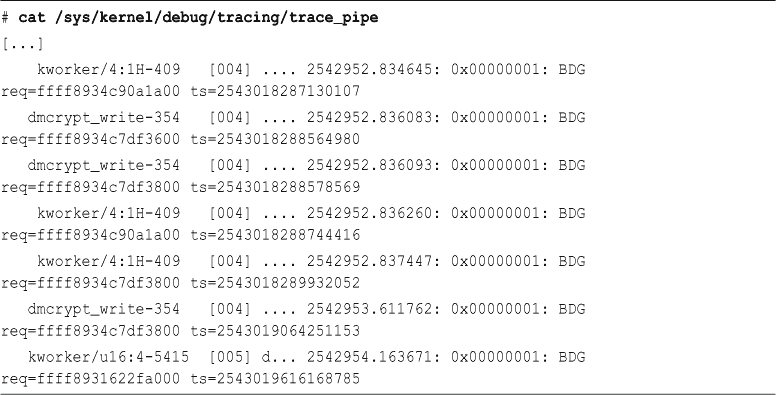 # cat /sys/kernel/debug/tracing/trace_pipe
[...]
kworker/4:1H-409   [004] .... 2542952.834645: 0x00000001: BDG
req=ffff8934c90a1a00 ts=2543018287130107
dmcrypt_write-354   [004] .... 2542952.836083: 0x00000001: BDG
req=ffff8934c7df3600 ts=2543018288564980
dmcrypt_write-354   [004] .... 2542952.836093: 0x00000001: BDG
req=ffff8934c7df3800 ts=2543018288578569
kworker/4:1H-409   [004] .... 2542952.836260: 0x00000001: BDG
req=ffff8934c90a1a00 ts=2543018288744416
kworker/4:1H-409   [004] .... 2542952.837447: 0x00000001: BDG
req=ffff8934c7df3800 ts=2543018289932052
dmcrypt_write-354   [004] .... 2542953.611762: 0x00000001: BDG
req=ffff8934c7df3800 ts=2543019064251153
kworker/u16:4-5415  [005] d... 2542954.163671: 0x00000001: BDG
req=ffff8931622fa000 ts=2543019616168785